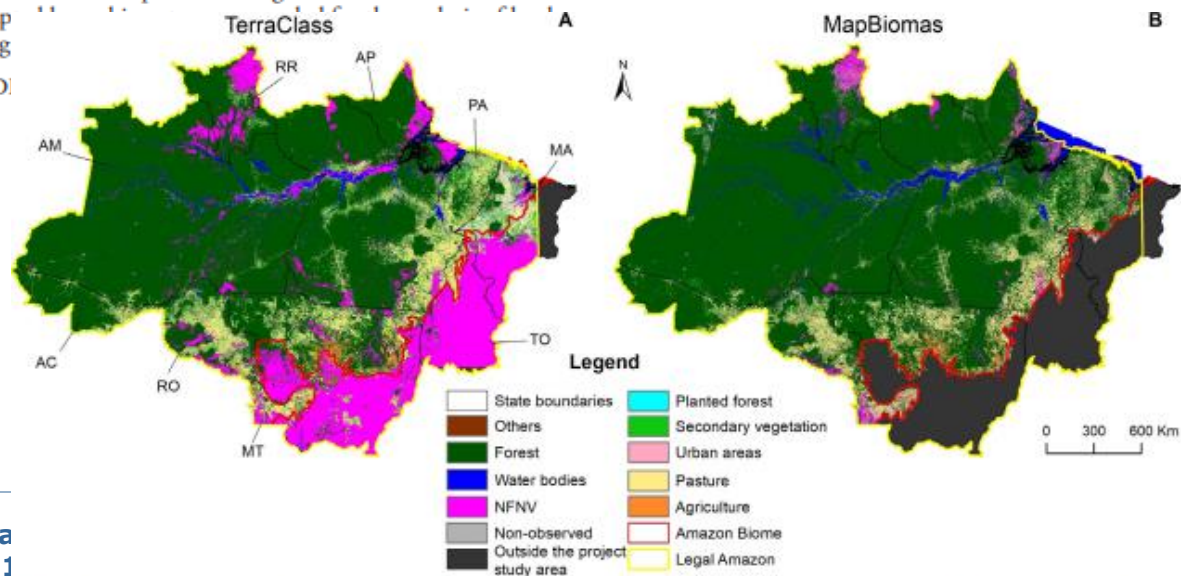 TerraClass
A
MapBiomas
B
N
RR
AP
PA
MA
AM
AC
RO
MT
TO
Legend
State boundaries
Others
Forest
Water bodies
NFNV
Non-observed
Outside the project
study area
Planted forest
Secondary vegetation
Urban areas
Pasture
Agriculture
Amazon Biome
Legal Amazon
0 300 600 Km
p
g
a
1